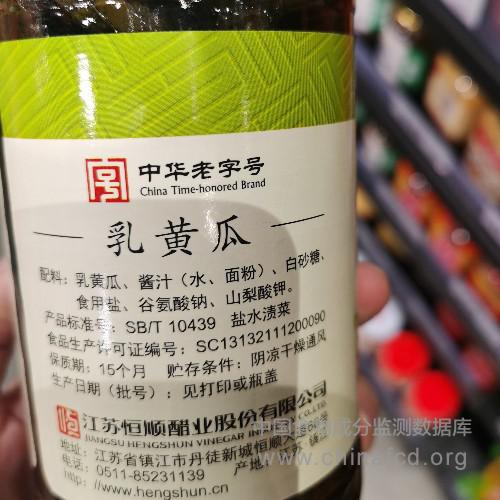 中华老字号
China Time-honored Brand
乳黄瓜
配料：乳黄瓜、酱汁（水、面粉）、白砂糖、
食用盐、谷氨酸钠、山梨酸钾。
产品标准号：SB/T 10439 盐水渍菜
食品生产许可证编号：SC13132111200090
保质期：15个月 贮存条件：阴凉干燥通风
生产日期（批号）：见打印或瓶盖
江苏恒顺醋业股份有限公司
JIANGSU HENGSHUN VINEGAR
地址：江苏省镇江市丹徒新城恒顺大道66号
电话：0511-85231139 产地：
http://www.hengshun.cn
中国食物成分监测数据库
www.chinafcd.org